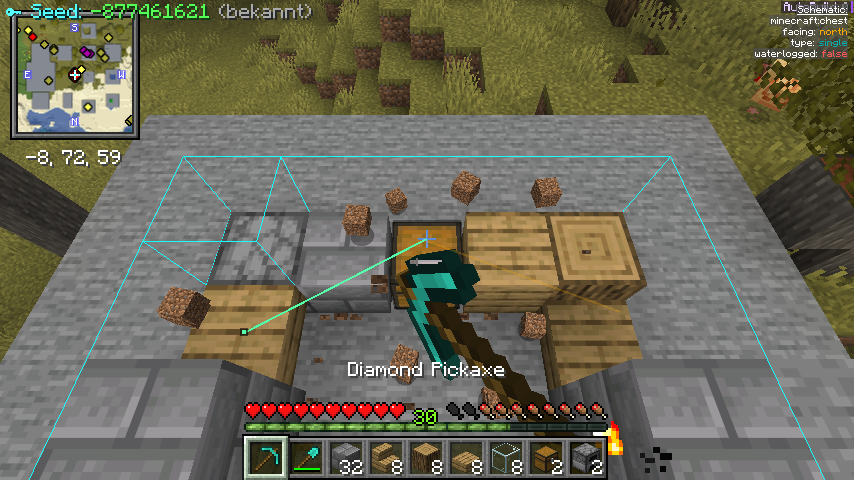 Seed: -877461621 (bekannt)
Schematic:
minecraft:chest
facing: north
type: single
waterlogged: false
S
E W
N
-8, 72, 59
Diamond Pickaxe
30
32 8 8 8 8 2 2